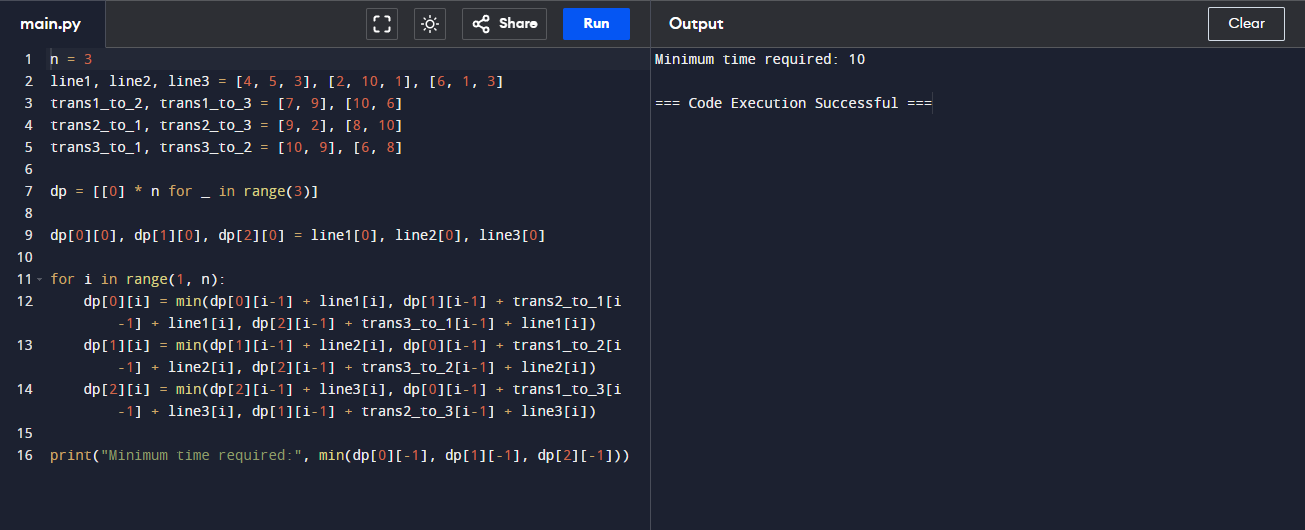 main.py
Share
Run
Output
Clear
1 n = 3
2 line1, line2, line3 = [4, 5, 3], [2, 10, 1], [6, 1, 3]
3 trans1_to_2, trans1_to_3 = [7, 9], [10, 6]
4 trans2_to_1, trans2_to_3 = [9, 2], [8, 10]
5 trans3_to_1, trans3_to_2 = [10, 9], [6, 8]
6
7 dp = [[0] * n for _ in range(3)]
8
9 dp[0][0], dp[1][0], dp[2][0] = line1[0], line2[0], line3[0]
10
11 for i in range(1, n):
12 dp[0][i] = min(dp[0][i-1] + line1[i], dp[1][i-1] + trans2_to_1[i
-1] + line1[i], dp[2][i-1] + trans3_to_1[i-1] + line1[i])
13 dp[1][i] = min(dp[1][i-1] + line2[i], dp[0][i-1] + trans1_to_2[i
-1] + line2[i], dp[2][i-1] + trans3_to_2[i-1] + line2[i])
14 dp[2][i] = min(dp[2][i-1] + line3[i], dp[0][i-1] + trans1_to_3[i
-1] + line3[i], dp[1][i-1] + trans2_to_3[i-1] + line3[i])
15
16 print("Minimum time required:", min(dp[0][-1], dp[1][-1], dp[2][-1]))
Minimum time required: 10
=== Code Execution Successful ===